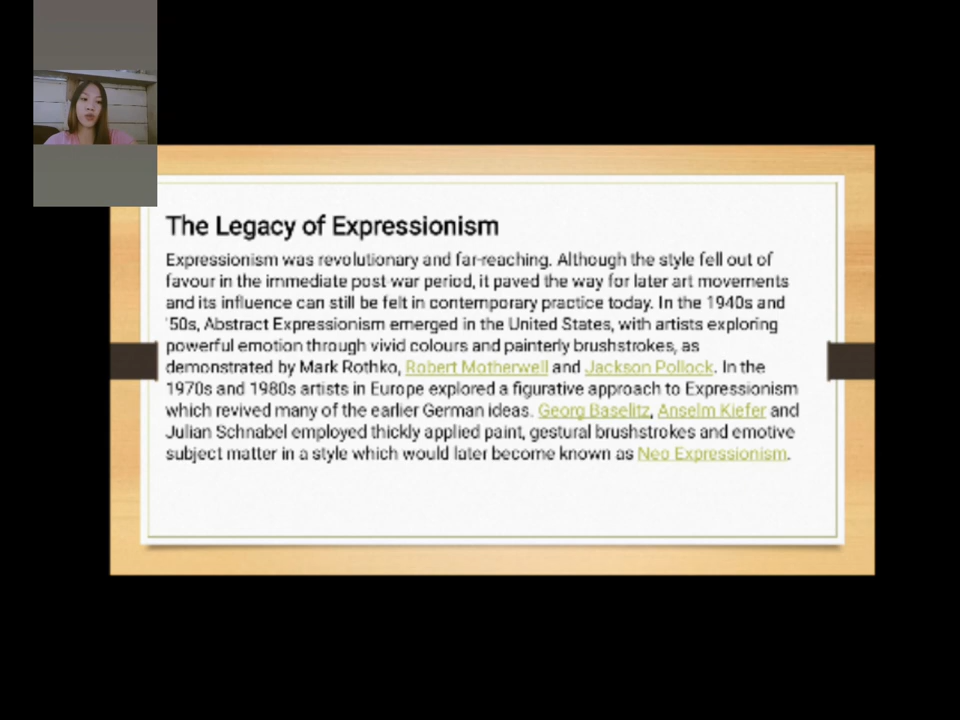 The Legacy of Expressionism
Expressionism was revolutionary and far-reaching. Although the style fell out of
favour in the immediate post-war period, it paved the way for later art movements
and its influence can still be felt in contemporary practice today. In the 1940s and
'50s, Abstract Expressionism emerged in the United States, with artists exploring
powerful emotion through vivid colours and painterly brushstrokes, as
demonstrated by Mark Rothko, Robert Motherwell and Jackson Pollock. In the
1970s and 1980s artists in Europe explored a figurative approach to Expressionism
which revived many of the earlier German ideas. Georg Baselitz, Anselm Kiefer and
Julian Schnabel employed thickly applied paint, gestural brushstrokes and emotive
subject matter in a style which would later become known as Neo Expressionism.